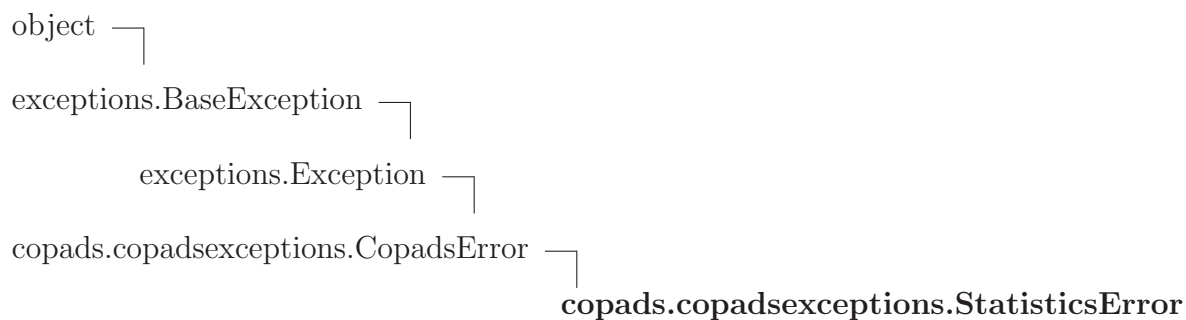 object
exceptions.BaseException
exceptions.Exception
copads.copadsexceptions.CopadsError
copads.copadsexceptions.StatisticsError